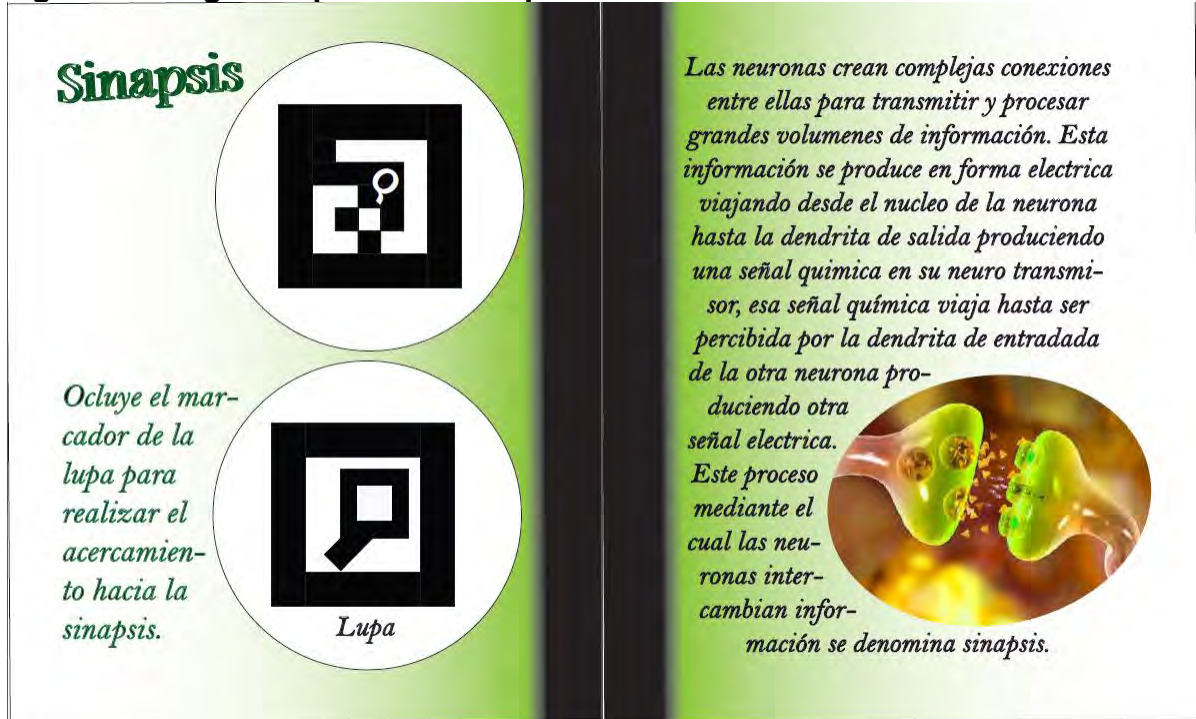 Sinapsis
Ocluye el mar-
cador de la
lupa para
realizar el
acercamien-
to hacia la
sinapsis.
Lupa
Las neuronas crean complejas conexiones
entre ellas para transmitir y procesar
grandes volumenes de información. Esta
información se produce en forma electrica
viajando desde el nucleo de la neurona
hasta la dendrita de salida produciendo
una señal quimica en su neuro transmi-
sor, esa señal química viaja hasta ser
percibida por la dendrita de entradada
de la otra neurona pro-
duciendo otra
señal electrica.
Este proceso
mediante el
cual las neu-
ronas inter-
cambian infor-
mación se denomina sinapsis.